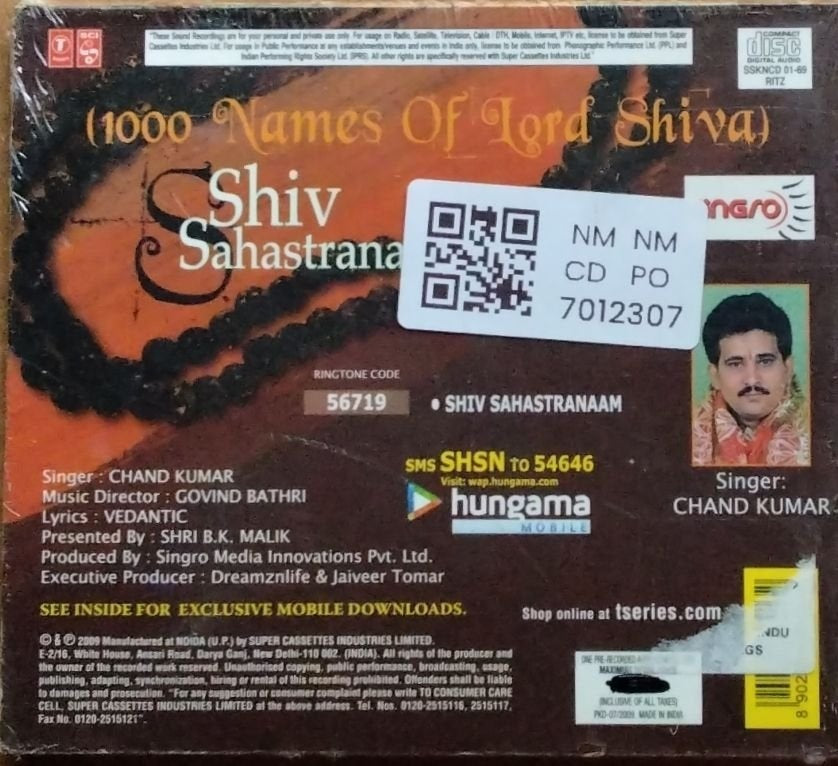 T
SCI
"These Sound Recordings are for your personal and private use only. For usage on Radio, Satellite, Television, Cable / DTH, Mobile, Internet, IPTV etc, license to be obtained from Super
Cassettes Industries Ltd. For usage in Public Performance at any establishments/venues and events in India only, license to be obtained from Phonographic Performance Ltd. (PPL) and
Indian Performing Rights Society Ltd. (IPRS). All other rights are specifically reserved with Super Cassettes Industries Ltd."
COMPACT
disc
DIGITAL AUDIO
SSKNCD 01-69
RITZ
(1000 Names Of Lord Shiva)
Shiv
Sahastrana
NM NM
CD PO
7012307
RINGTONE CODE
56719
• SHIV SAHASTRANAAM
SMS SHSN TO 54646
Visit: wap.hungama.com
hungama
MOBILE
Singer : CHAND KUMAR
Music Director : GOVIND BATHRI
Lyrics : VEDANTIC
Presented By : SHRI B.K. MALIK
Produced By : Singro Media Innovations Pvt. Ltd.
Executive Producer : Dreamznlife & Jaiveer Tomar
Singer:
CHAND KUMAR
SEE INSIDE FOR EXCLUSIVE MOBILE DOWNLOADS.
Shop online at tseries.com
© & ℗ 2009 Manufactured at NOIDA (U.P.) by SUPER CASSETTES INDUSTRIES LIMITED.
E-2/16, White House, Ansari Road, Darya Ganj, New Delhi-110 002. (INDIA). All rights of the producer and
the owner of the recorded work reserved. Unauthorised copying, public performance, broadcasting, usage,
publishing, adapting, synchronization, hiring or rental of this recording prohibited. Offenders shall be liable
to damages and prosecution. "For any suggestion or consumer complaint please write TO CONSUMER CARE
CELL, SUPER CASSETTES INDUSTRIES LIMITED at the above address. Tel. Nos. 0120-2515116, 2515117,
Fax No. 0120-2515121".
ONE PRE-RECORDED
(INCLUSIVE OF ALL TAXES)
PKD-07/2009. MADE IN INDIA
NDU
GS
8 902